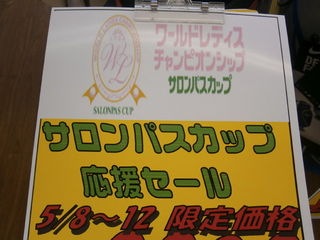 WL
SALONPAS CUP
ワールドレディス
チャンピオンシップ
サロンパスカップ
サロンパスカップ
応援セール
5/8〜12 限定価格